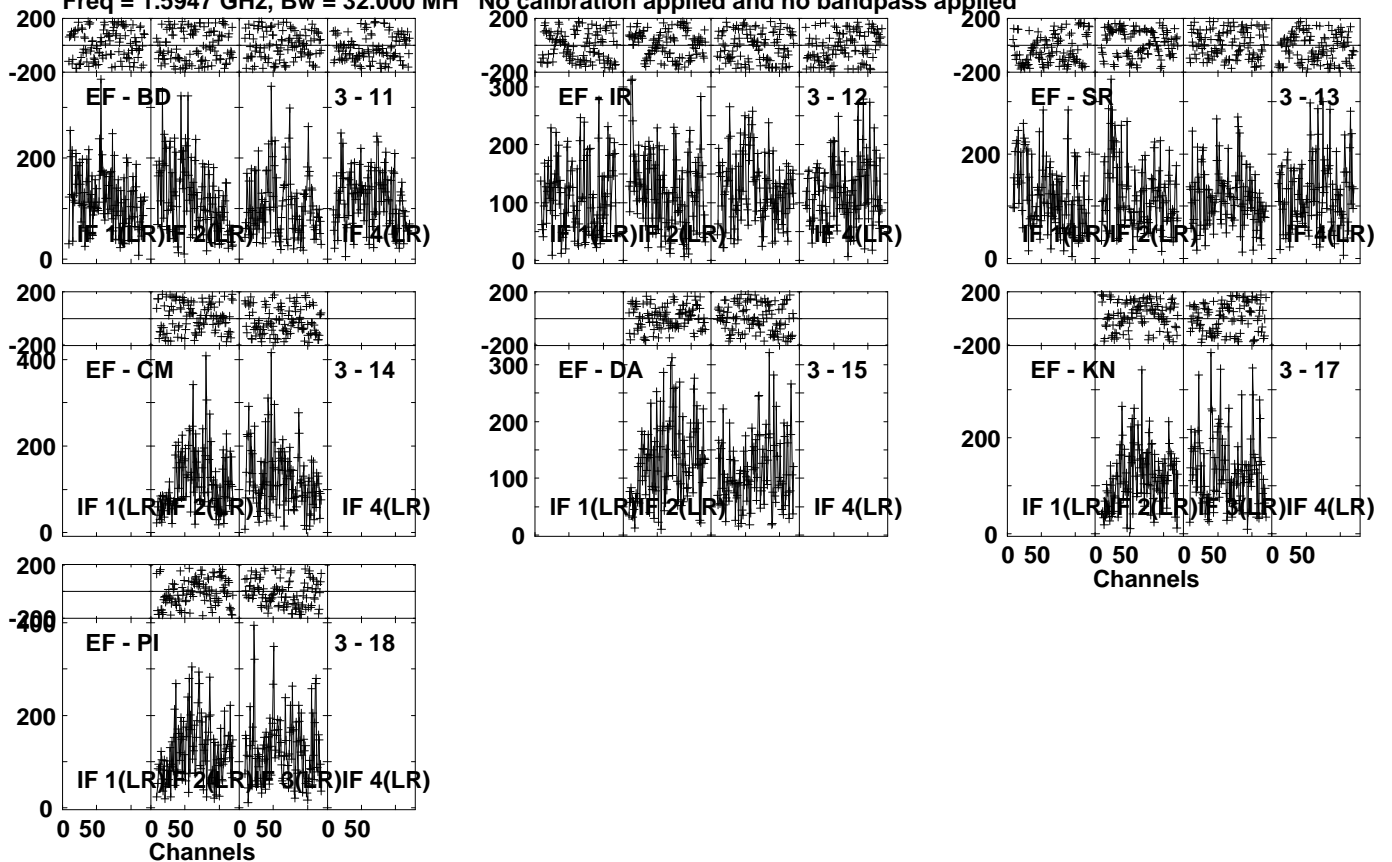 Freq = 1.5947 GHz, Bw = 32.000 MH No calibration applied and no bandpass applied
200
-200
EF - BD
3 - 11
200
0
IF 1(LR)
IF 2(LR)
IF 4(LR)
200
-200
300
EF - IR
3 - 12
200
100
0
IF 1(LR)
IF 2(LR)
IF 4(LR)
200
-200
EF - SR
3 - 13
200
0
IF 1(LR)
IF 2(LR)
IF 4(LR)
200
-200
400
EF - CM
3 - 14
200
0
IF 1(LR)
IF 2(LR)
IF 4(LR)
200
-200
300
EF - DA
3 - 15
200
100
0
IF 1(LR)
IF 2(LR)
IF 4(LR)
200
-200
EF - KN
3 - 17
200
0
IF 1(LR)
IF 2(LR)
IF 3(LR)
IF 4(LR)
0 50 0 50 0 50 0 50
Channels
200
-200
400
EF - PI
3 - 18
200
0
IF 1(LR)
IF 2(LR)
IF 3(LR)
IF 4(LR)
0 50 0 50 0 50 0 50
Channels